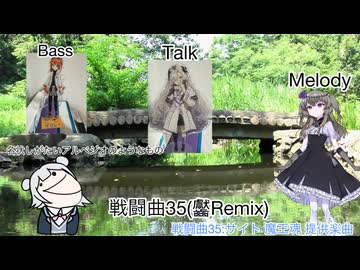 Bass
Talk
Melody
名状しがたいアルペジオのようなもの
戦闘曲35(龘Remix)
戦闘曲35:サイト 魔王魂 提供楽曲